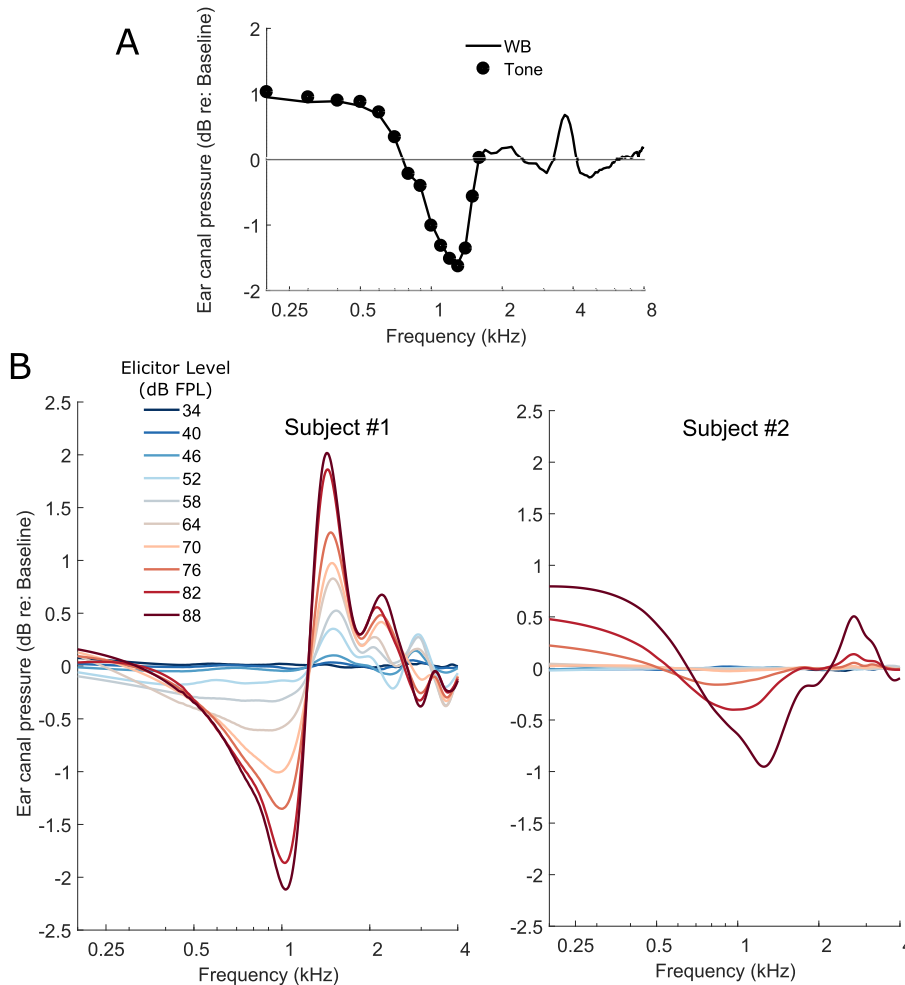 A
2
1
0
-1
-2
Ear canal pressure (dB re: Baseline)
WB
Tone
0.25 0.5 1 2 4 8
Frequency (kHz)
B
Elicitor Level
(dB FPL)
34
40
46
52
58
64
70
76
82
88
Subject #1
2.5
2
1.5
1
0.5
0
-0.5
-1
-1.5
-2
-2.5
Ear canal pressure (dB re: Baseline)
0.25 0.5 1 2 4
Frequency (kHz)
Subject #2
2.5
2
1.5
1
0.5
0
-0.5
-1
-1.5
-2
-2.5
0.25 0.5 1 2 4
Frequency (kHz)